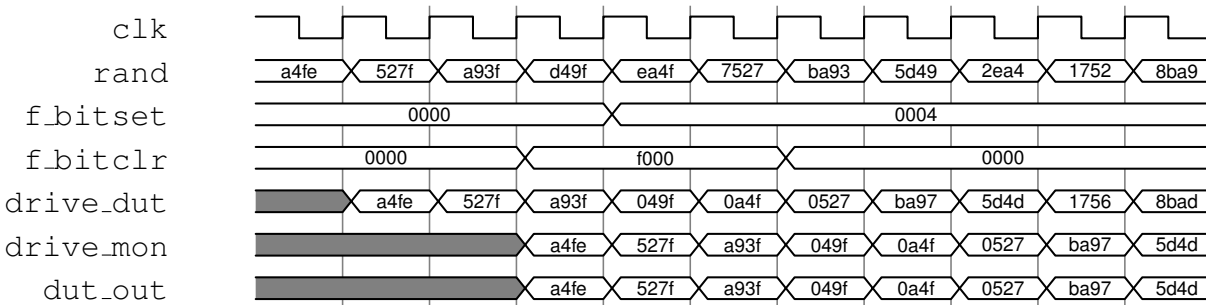 clk
rand a4fe 527f a93f d49f ea4f 7527 ba93 5d49 2ea4 1752 8ba9
f_bitset 0000 0004
f_bitclr 0000 f000 0000
drive_dut a4fe 527f a93f 049f 0a4f 0527 ba97 5d4d 1756 8bad
drive_mon a4fe 527f a93f 049f 0a4f 0527 ba97 5d4d
dut_out a4fe 527f a93f 049f 0a4f 0527 ba97 5d4d